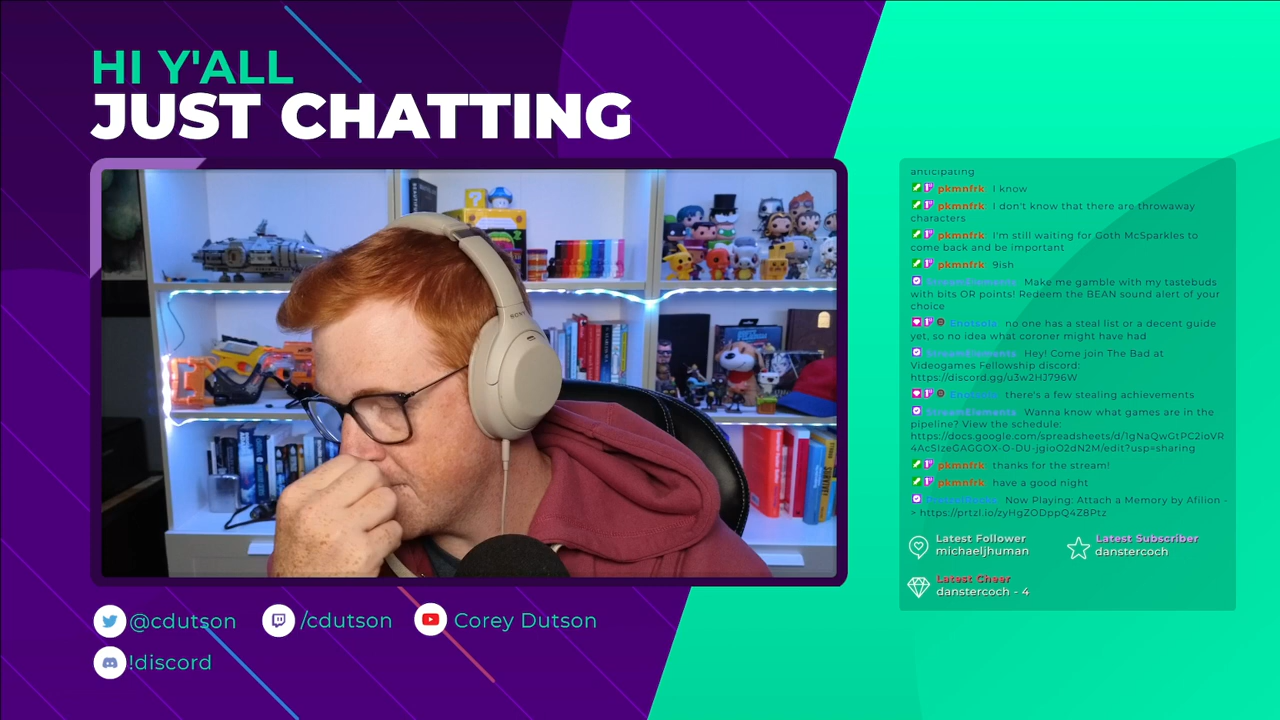 HI Y'ALL
JUST CHATTING
SONY
@cdutson
/cdutson
Corey Dutson
!discord
anticipating
pkmnfrk I know
pkmnfrk I don't know that there are throwaway
characters
pkmnfrk I'm still waiting for Goth McSparkles to
come back and be important
pkmnfrk 9ish
StreamElements Make me gamble with my tastebuds
with bits OR points! Redeem the BEAN sound alert of your
choice
Enotsola no one has a steal list or a decent guide
yet, so no idea what coroner might have had
StreamElements Hey! Come join The Bad at
Videogames Fellowship discord:
https://discord.gg/u3w2HJ796W
Enotsola there's a few stealing achievements
StreamElements Wanna know what games are in the
pipeline? View the schedule:
https://docs.google.com/spreadsheets/d/1gNaQwGtPC2ioVR
4AcSIzeGAGGOX-O-DU-jgioO2dN2M/edit?usp=sharing
pkmnfrk thanks for the stream!
pkmnfrk have a good night
PretzelRocks Now Playing: Attach a Memory by Afilion -
> https://prtzl.io/zyHgZODppQ4Z8Ptz
Latest Follower
michaeljhuman
Latest Subscriber
danstercoch
Latest Cheer
danstercoch - 4